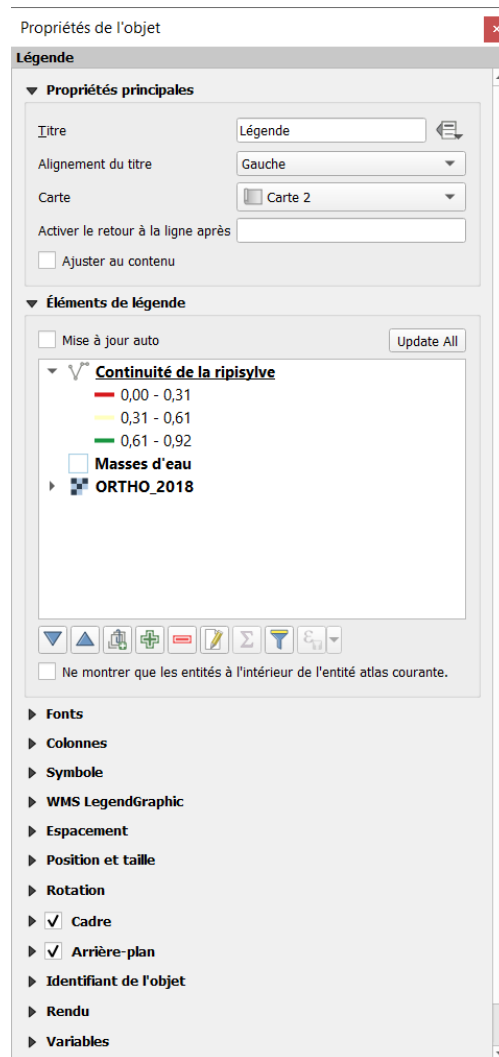 Propriétés de l'objet
Légende
Propriétés principales
Titre Légende
Alignement du titre Gauche
Carte Carte 2
Activer le retour à la ligne après
Ajuster au contenu
Éléments de légende
Mise à jour auto Update All
Continuité de la ripisylve
0,00 - 0,31
0,31 - 0,61
0,61 - 0,92
Masses d'eau
ORTHO_2018
Ne montrer que les entités à l'intérieur de l'entité atlas courante.
Fonts
Colonnes
Symbole
WMS LegendGraphic
Espacement
Position et taille
Rotation
Cadre
Arrière-plan
Identifiant de l'objet
Rendu
Variables